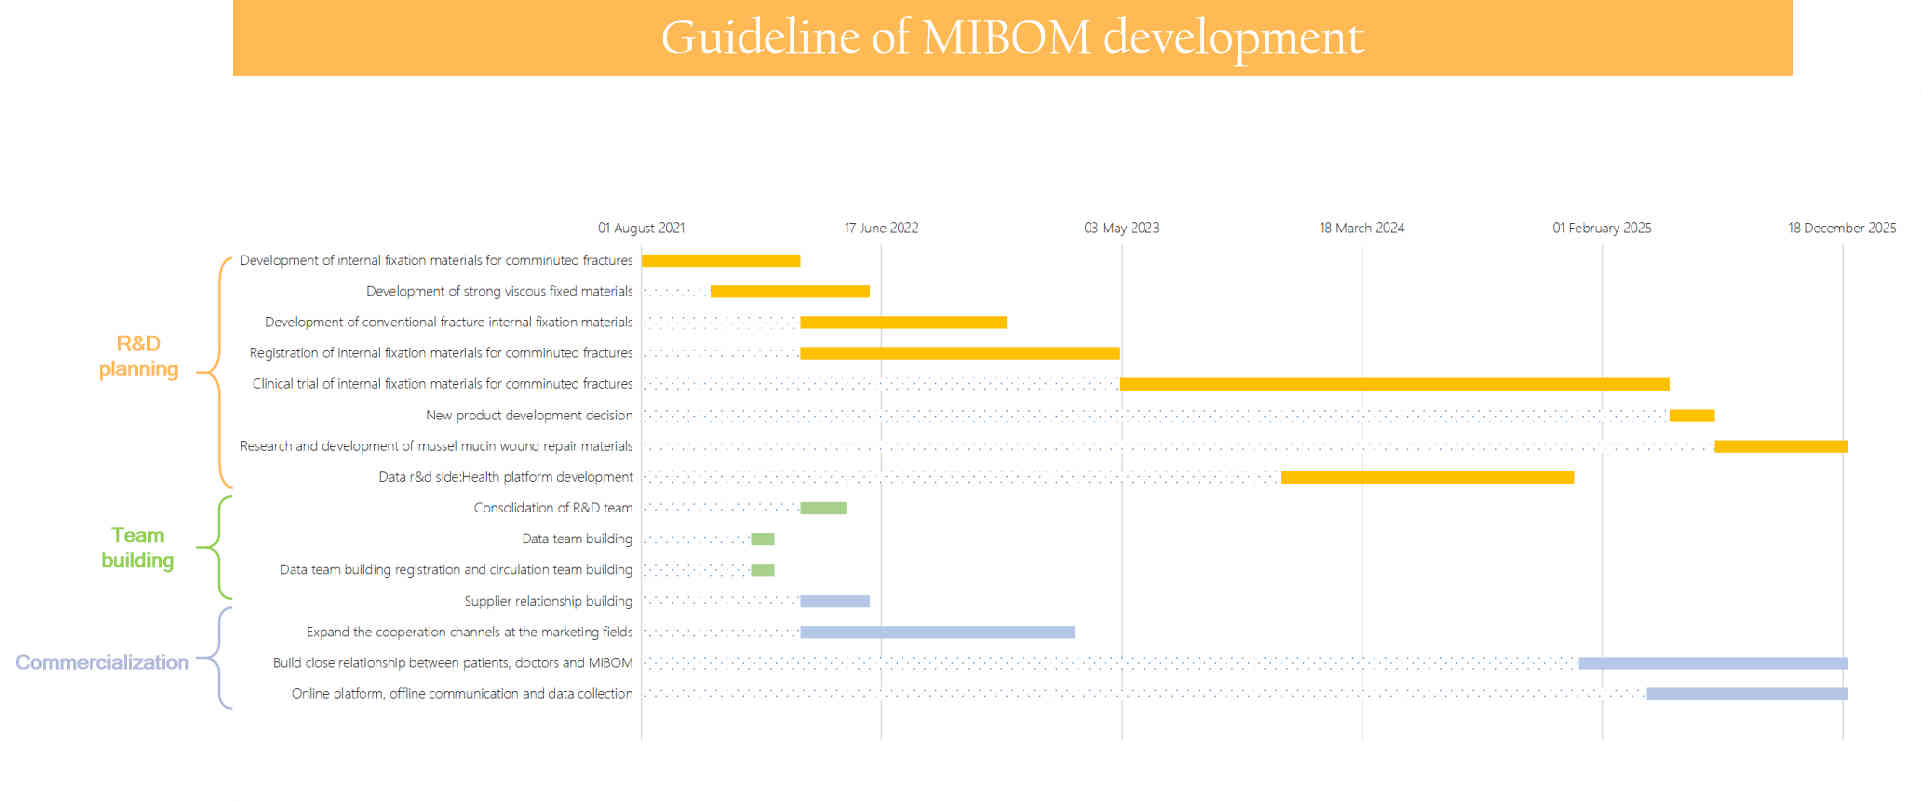 Guideline of MIBOM development
01 August 2021
17 June 2022
03 May 2023
18 March 2024
01 February 2025
18 December 2025
R&D
planning
Development of internal fixation materials for comminuted fractures
Development of strong viscous fixed materials
Development of conventional fracture internal fixation materials
Registration of internal fixation materials for comminuted fractures
Clinical trial of internal fixation materials for comminuted fractures
New product development decision
Research and development of mussel mucin wound repair materials
Data r&d side:Health platform development
Team
building
Consolidation of R&D team
Data team building
Data team building registration and circulation team building
Commercialization
Supplier relationship building
Expand the cooperation channels at the marketing fields
Build close relationship between patients, doctors and MIBOM
Online platform, offline communication and data collection